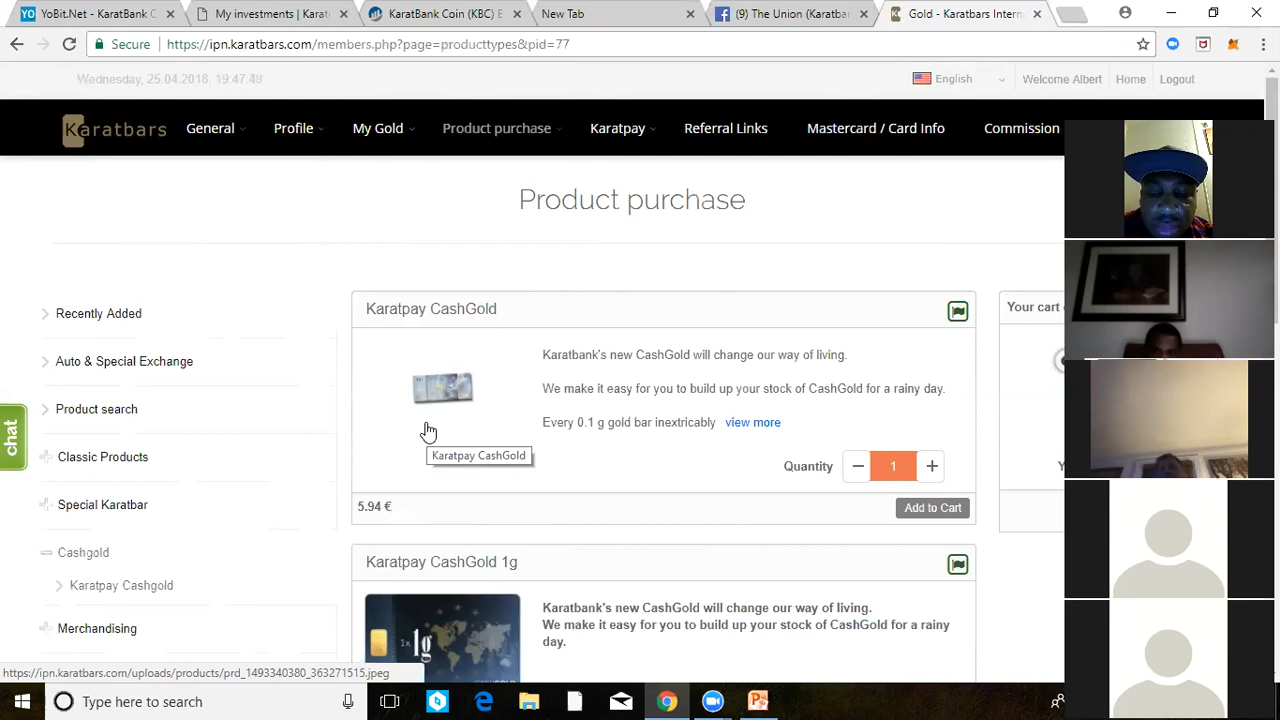 YoBit.Net - KaratBank C
My investments | Karat
KaratBank Coin (KBC) E
New Tab
(9) The Union (Karatba
Gold - Karatbars Intern
Secure
https://ipn.karatbars.com/members.php?page=producttypes&pid=77
Wednesday, 25.04.2018, 19:47:48
English
Welcome Albert
Home
Logout
Karatbars
General
Profile
My Gold
Product purchase
Karatpay
Referral Links
Mastercard / Card Info
Commission
Product purchase
Recently Added
Auto & Special Exchange
Product search
Classic Products
Special Karatbar
Cashgold
Karatpay Cashgold
Merchandising
chat
Karatpay CashGold
Karatbank's new CashGold will change our way of living.
We make it easy for you to build up your stock of CashGold for a rainy day.
Every 0.1 g gold bar inextricably view more
Karatpay CashGold
Quantity
1
5.94 €
Add to Cart
Your cart
Karatpay CashGold 1g
1x 1g
Karatbank's new CashGold will change our way of living.
We make it easy for you to build up your stock of CashGold for a rainy
day.
https://ipn.karatbars.com/uploads/products/prd_1493340380_363271515.jpeg
Type here to search